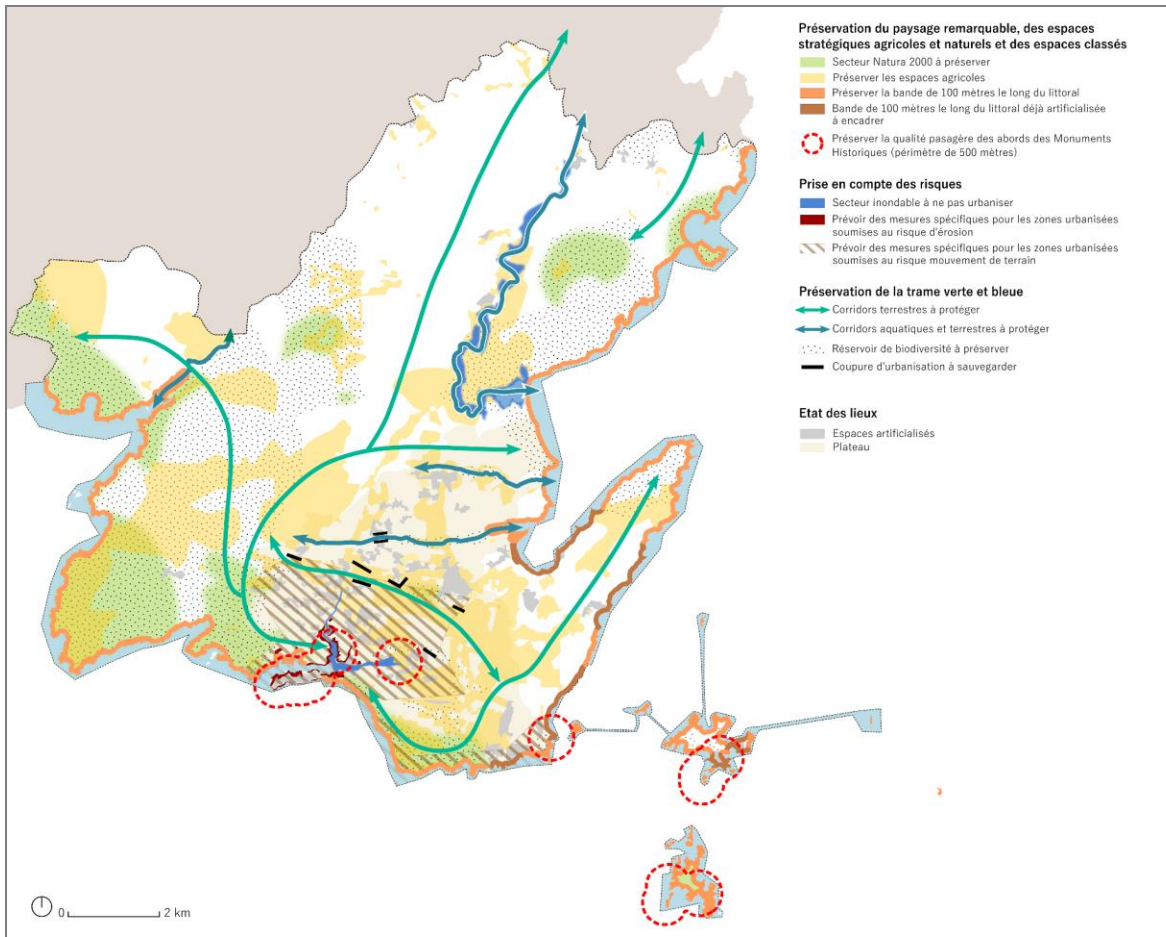 Préservation du paysage remarquable, des espaces
stratégiques agricoles et naturels et des espaces classés
Secteur Natura 2000 à préserver
Préserver les espaces agricoles
Préserver la bande de 100 mètres le long du littoral
Bande de 100 mètres le long du littoral déjà artificialisée
à encadrer
Préserver la qualité pasagère des abords des Monuments
Historiques (périmètre de 500 mètres)
Prise en compte des risques
Secteur inondable à ne pas urbaniser
Prévoir des mesures spécifiques pour les zones urbanisées
soumises au risque d'érosion
Prévoir des mesures spécifiques pour les zones urbanisées
soumises au risque mouvement de terrain
Préservation de la trame verte et bleue
Corridors terrestres à protéger
Corridors aquatiques et terrestres à protéger
Réservoir de biodiversité à préserver
Coupure d'urbanisation à sauvegarder
Etat des lieux
Espaces artificialisés
Plateau
0 2 km